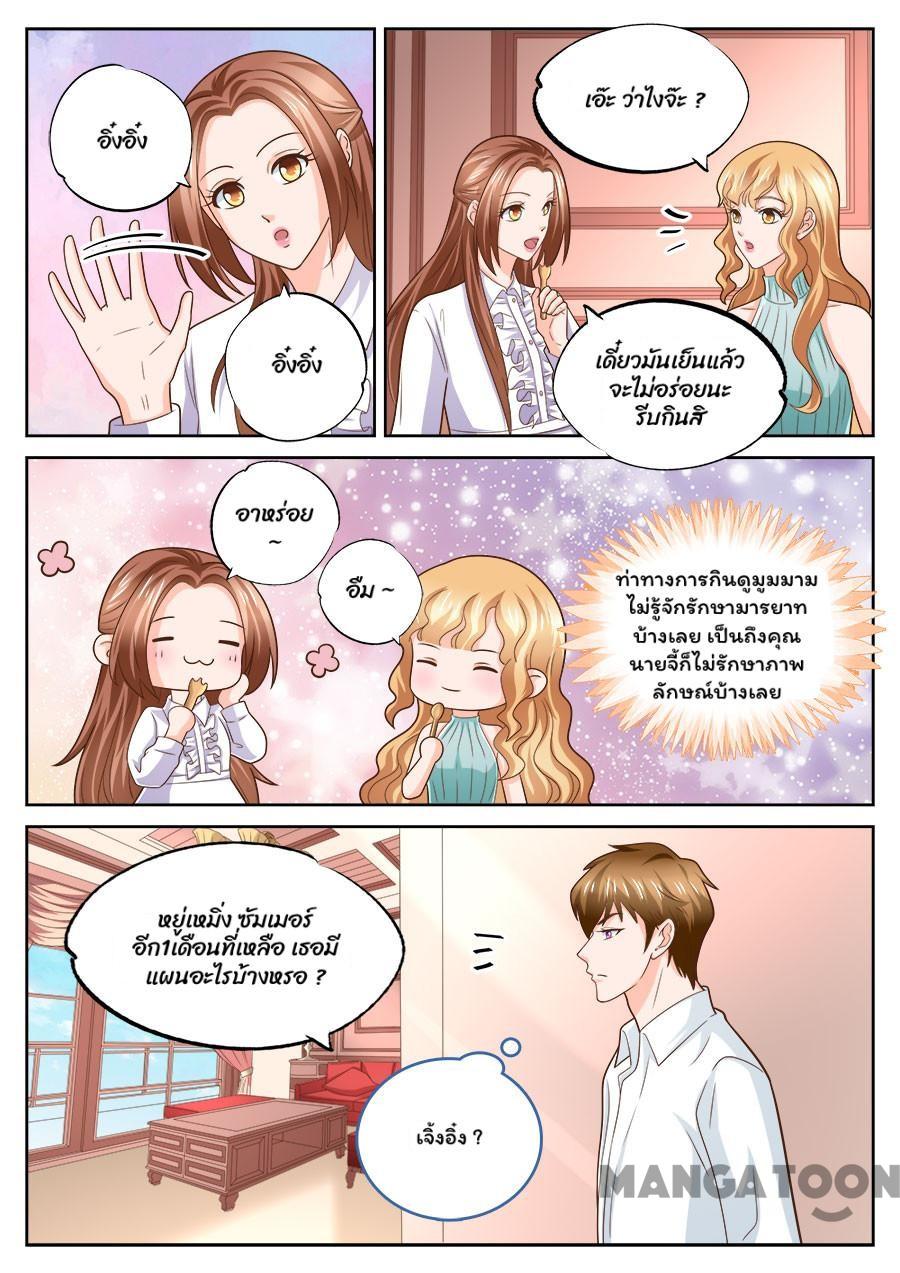 อิ๋งอิ๋ง
อิ๋งอิ๋ง
เอ๊ะ ว่าไงจ๊ะ ?
เดี๋ยวมันเย็นแล้ว
จะไม่อร่อยนะ
รีบกินสิ
อาหร่อย
~
อืม ~
ท่าทางการกินดูมูมมาม
ไม่รู้จักรักษามารยาท
บ้างเลย เป็นถึงคุณ
นายจี้ก็ไม่รักษาภาพ
ลักษณ์บ้างเลย
หยู่เหมิ่ง ซัมเมอร์
อีก1เดือนที่เหลือ เธอมี
แผนอะไรบ้างหรอ ?
เจิ้งอิ๋ง ?
MANGATOON